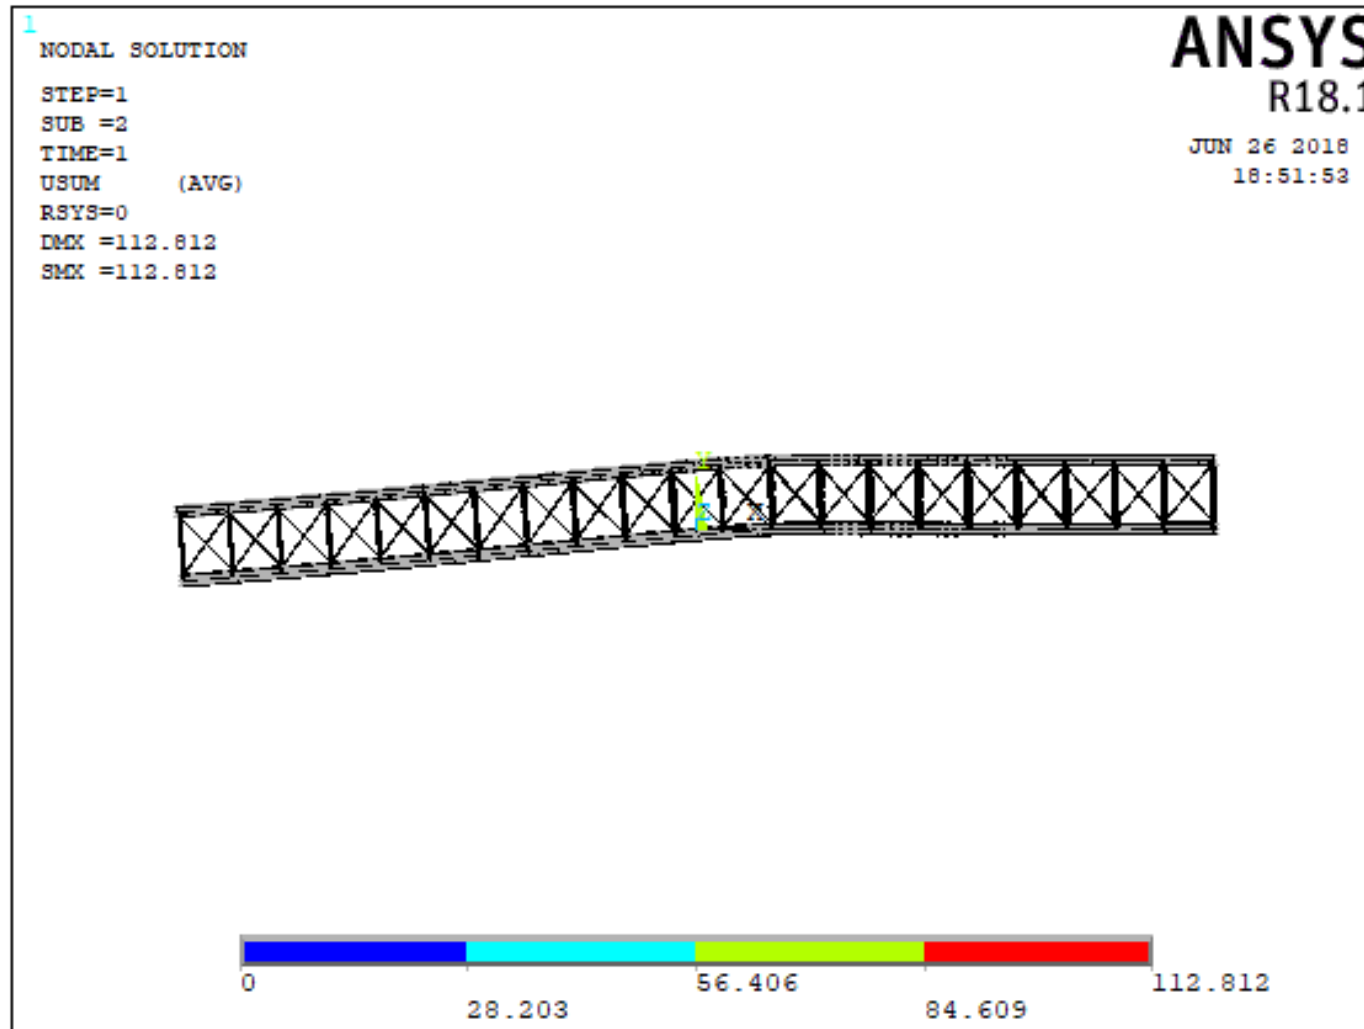 1
NODAL SOLUTION
STEP=1
SUB =2
TIME=1
USUM (AVG)
RSYS=0
DMX =112.812
SMX =112.812
ANSYS
R18.1
JUN 26 2018
18:51:53
Y
Z X
0 56.406 112.812
28.203 84.609